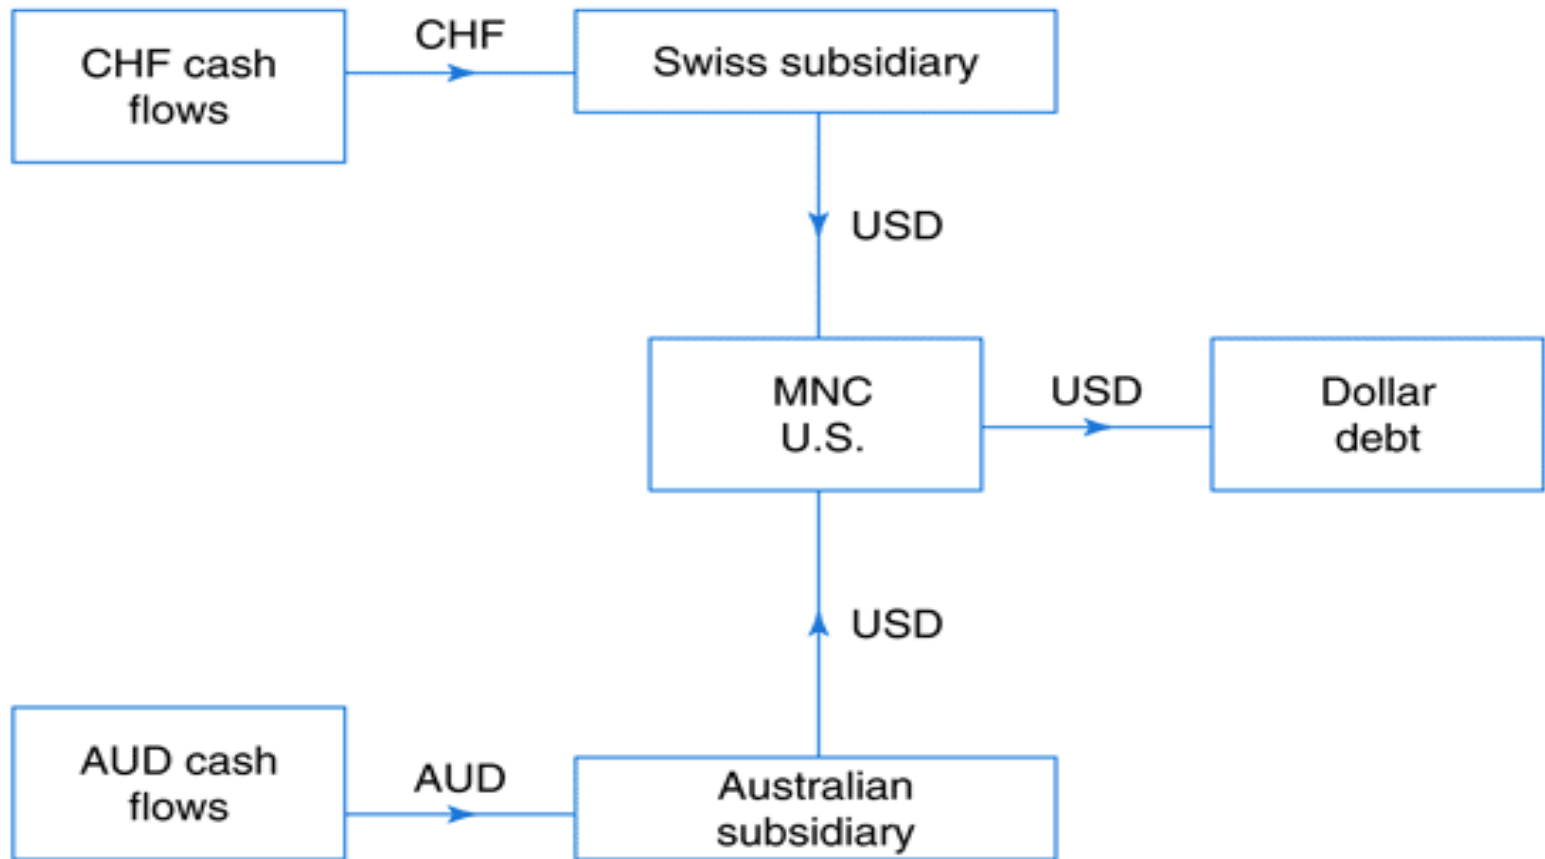 CHF cash
flows
CHF
Swiss subsidiary
USD
MNC
U.S.
USD
Dollar
debt
USD
AUD cash
flows
AUD
Australian
subsidiary